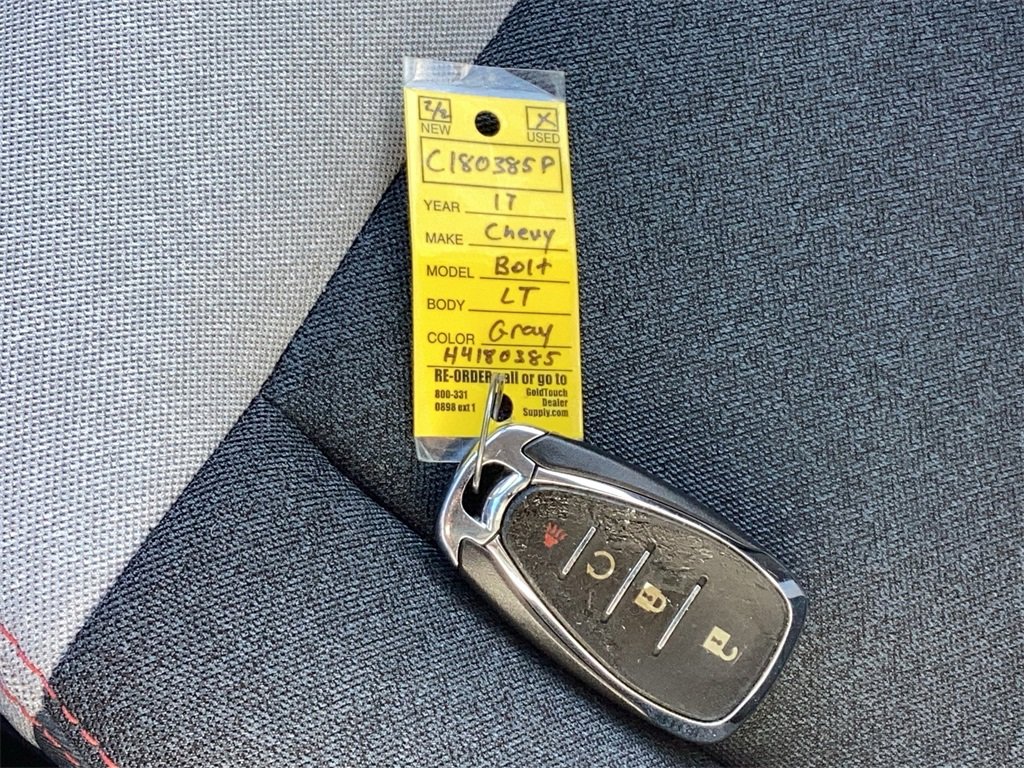 2/2 X
NEW USED
C180385P
YEAR 17
MAKE Chevy
MODEL Bolt
BODY LT
COLOR Gray
H4180385
RE-ORDER call or go to
800-331 GoldTouch
0898 ext 1 Dealer
Supply.com